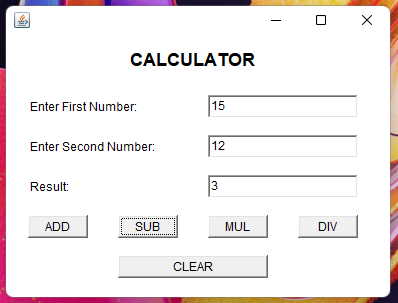 CALCULATOR
Enter First Number: 15
Enter Second Number: 12
Result: 3
ADD SUB MUL DIV
CLEAR